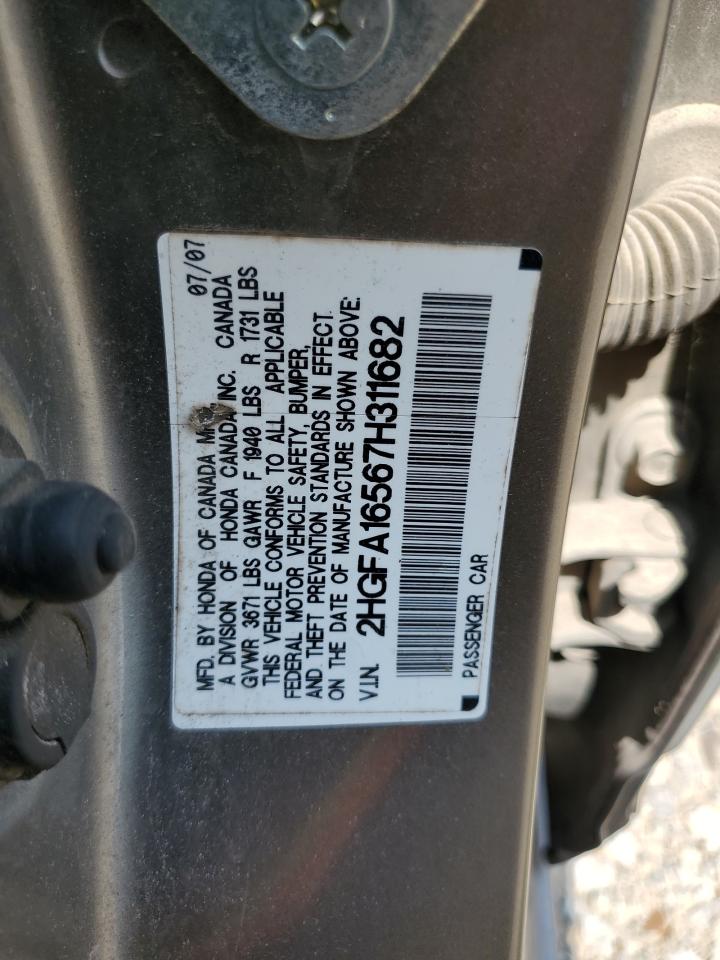 07/07
MFD. BY HONDA OF CANADA MFG.
A DIVISION OF HONDA CANADA, INC. CANADA
GVWR 3671 LBS GAWR F 1940 LBS R 1731 LBS
THIS VEHICLE CONFORMS TO ALL APPLICABLE
FEDERAL MOTOR VEHICLE SAFETY, BUMPER,
AND THEFT PREVENTION STANDARDS IN EFFECT
ON THE DATE OF MANUFACTURE SHOWN ABOVE:
V.I.N. 2HGFA16567H311682
PASSENGER CAR